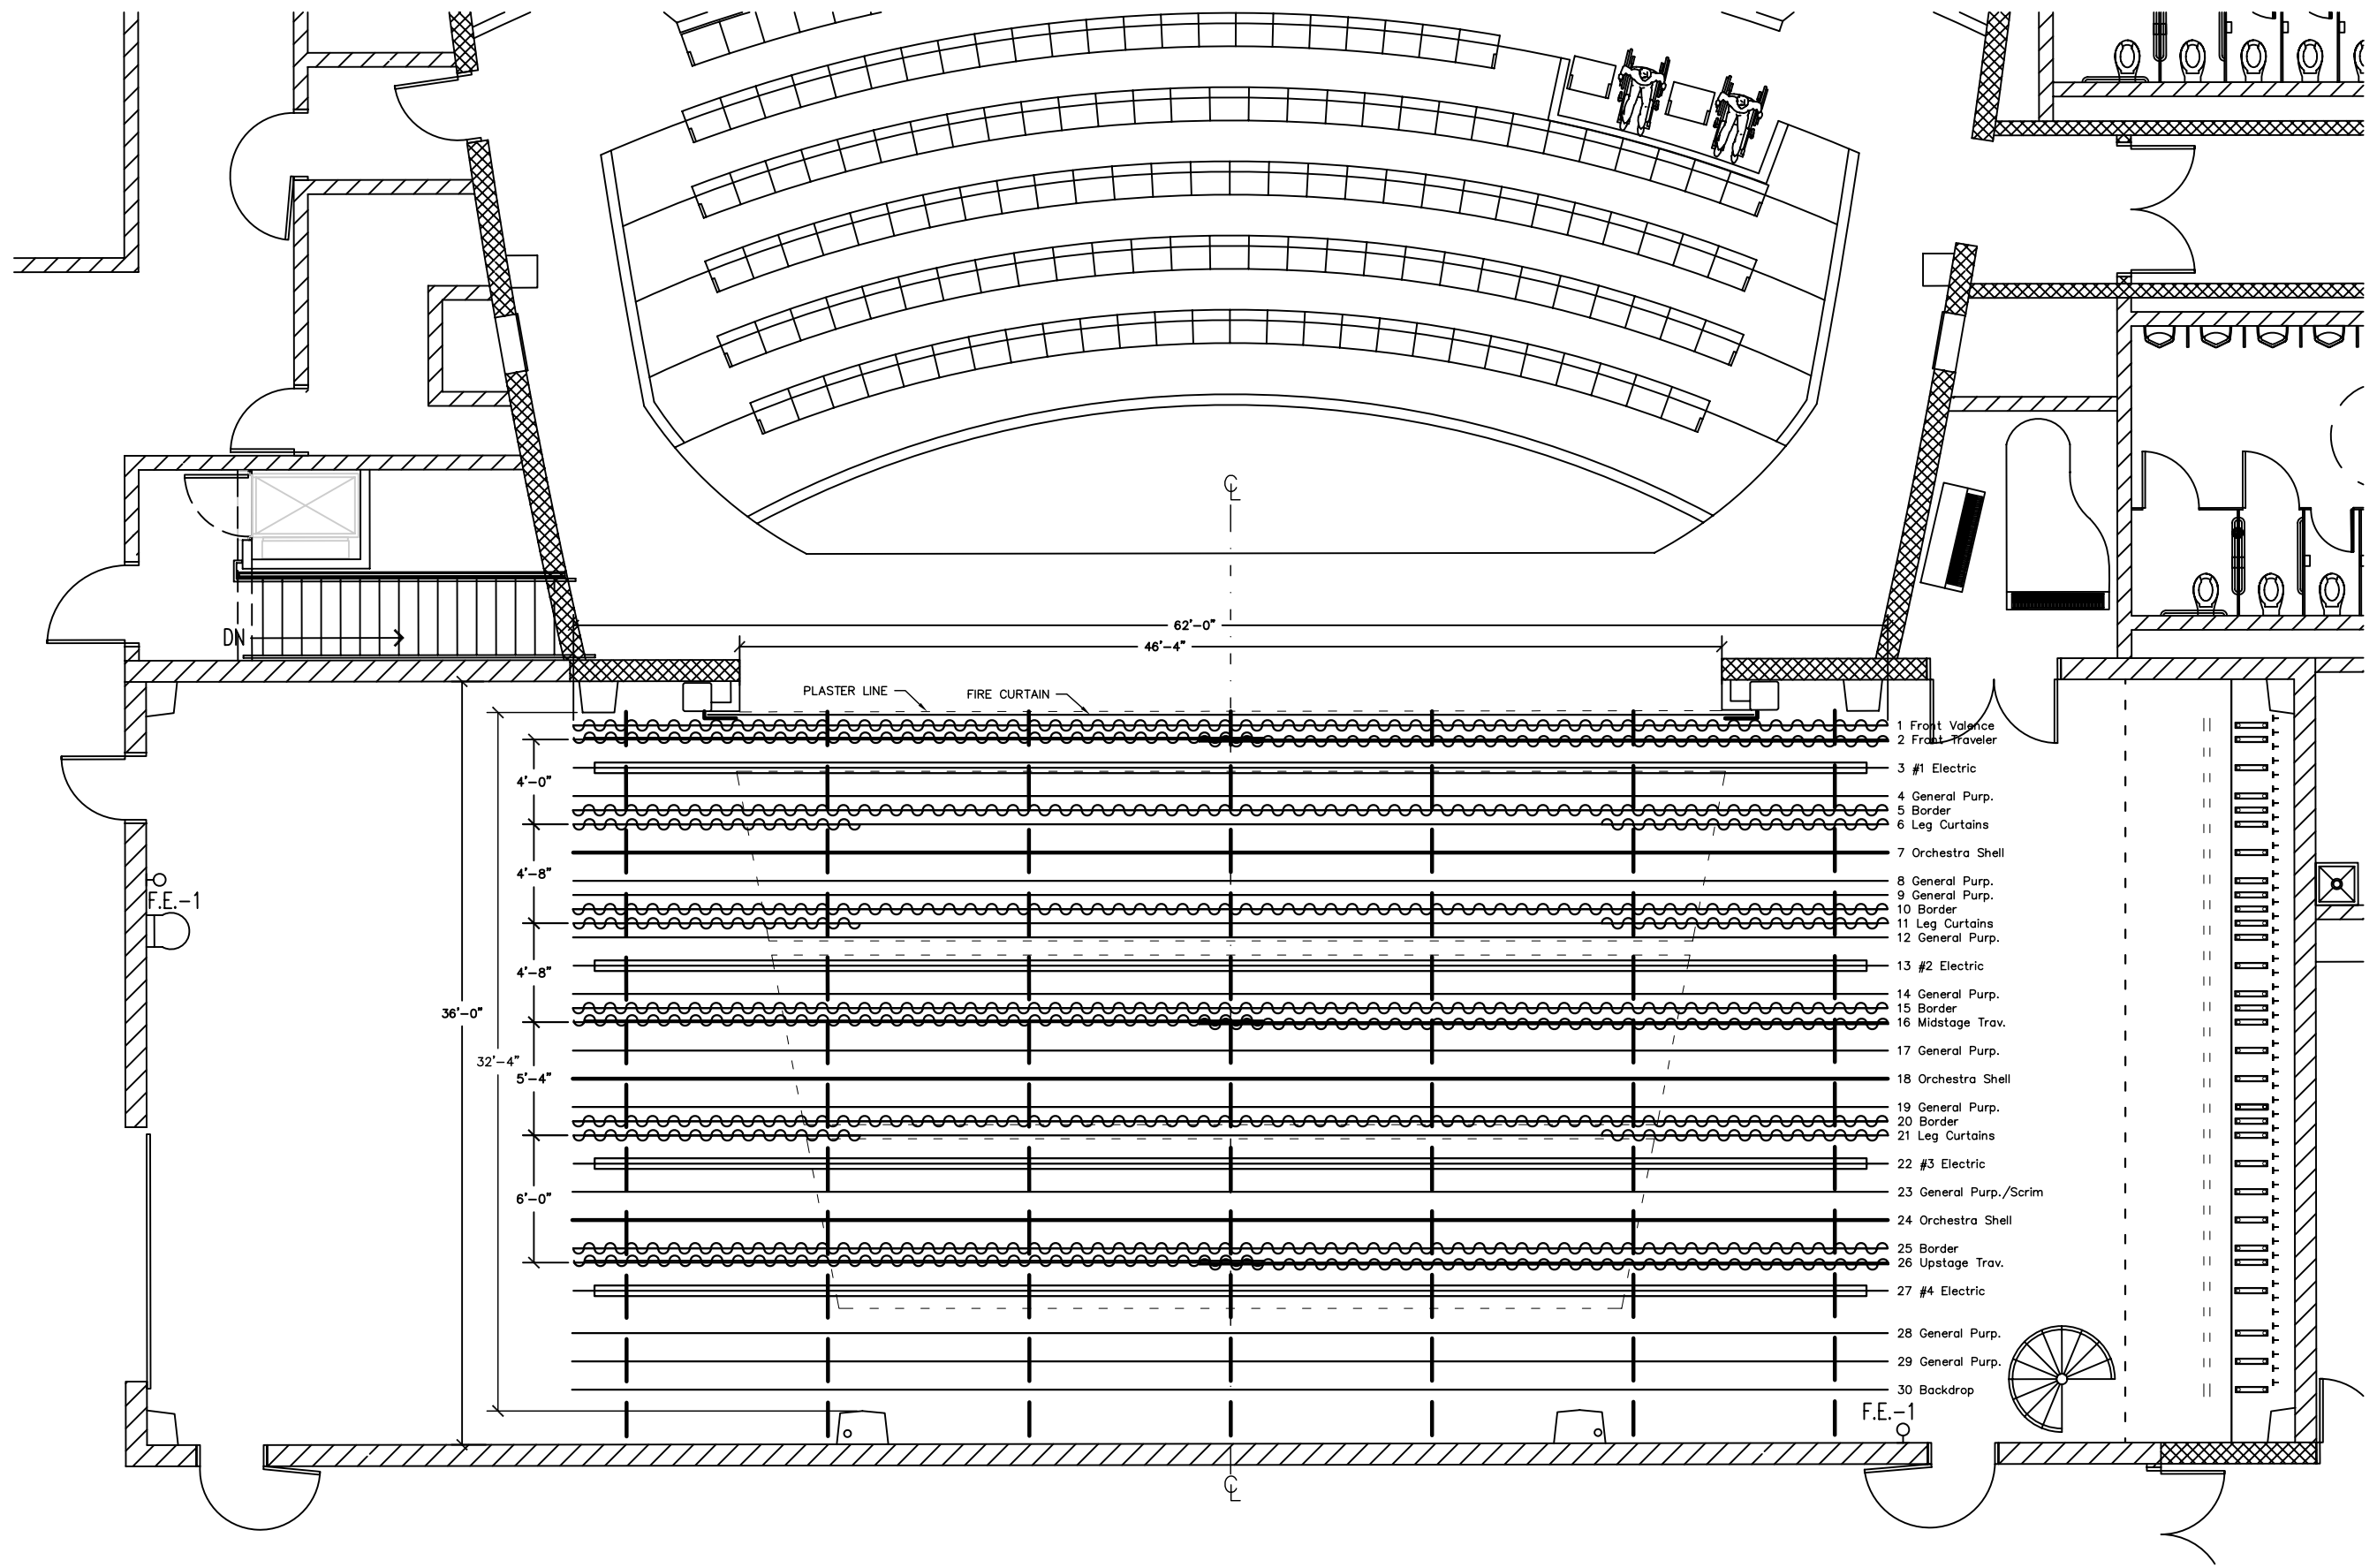 ℄
DN
62'-0"
46'-4"
PLASTER LINE
FIRE CURTAIN
1 Front Valence
2 Front Traveler
3 #1 Electric
4'-0"
4 General Purp.
5 Border
6 Leg Curtains
7 Orchestra Shell
4'-8"
8 General Purp.
F.E.-1
9 General Purp.
10 Border
11 Leg Curtains
12 General Purp.
13 #2 Electric
4'-8"
14 General Purp.
15 Border
36'-0"
16 Midstage Trav.
17 General Purp.
32'-4"
5'-4"
18 Orchestra Shell
19 General Purp.
20 Border
21 Leg Curtains
22 #3 Electric
23 General Purp./Scrim
6'-0"
24 Orchestra Shell
25 Border
26 Upstage Trav.
27 #4 Electric
28 General Purp.
29 General Purp.
30 Backdrop
F.E.-1
℄